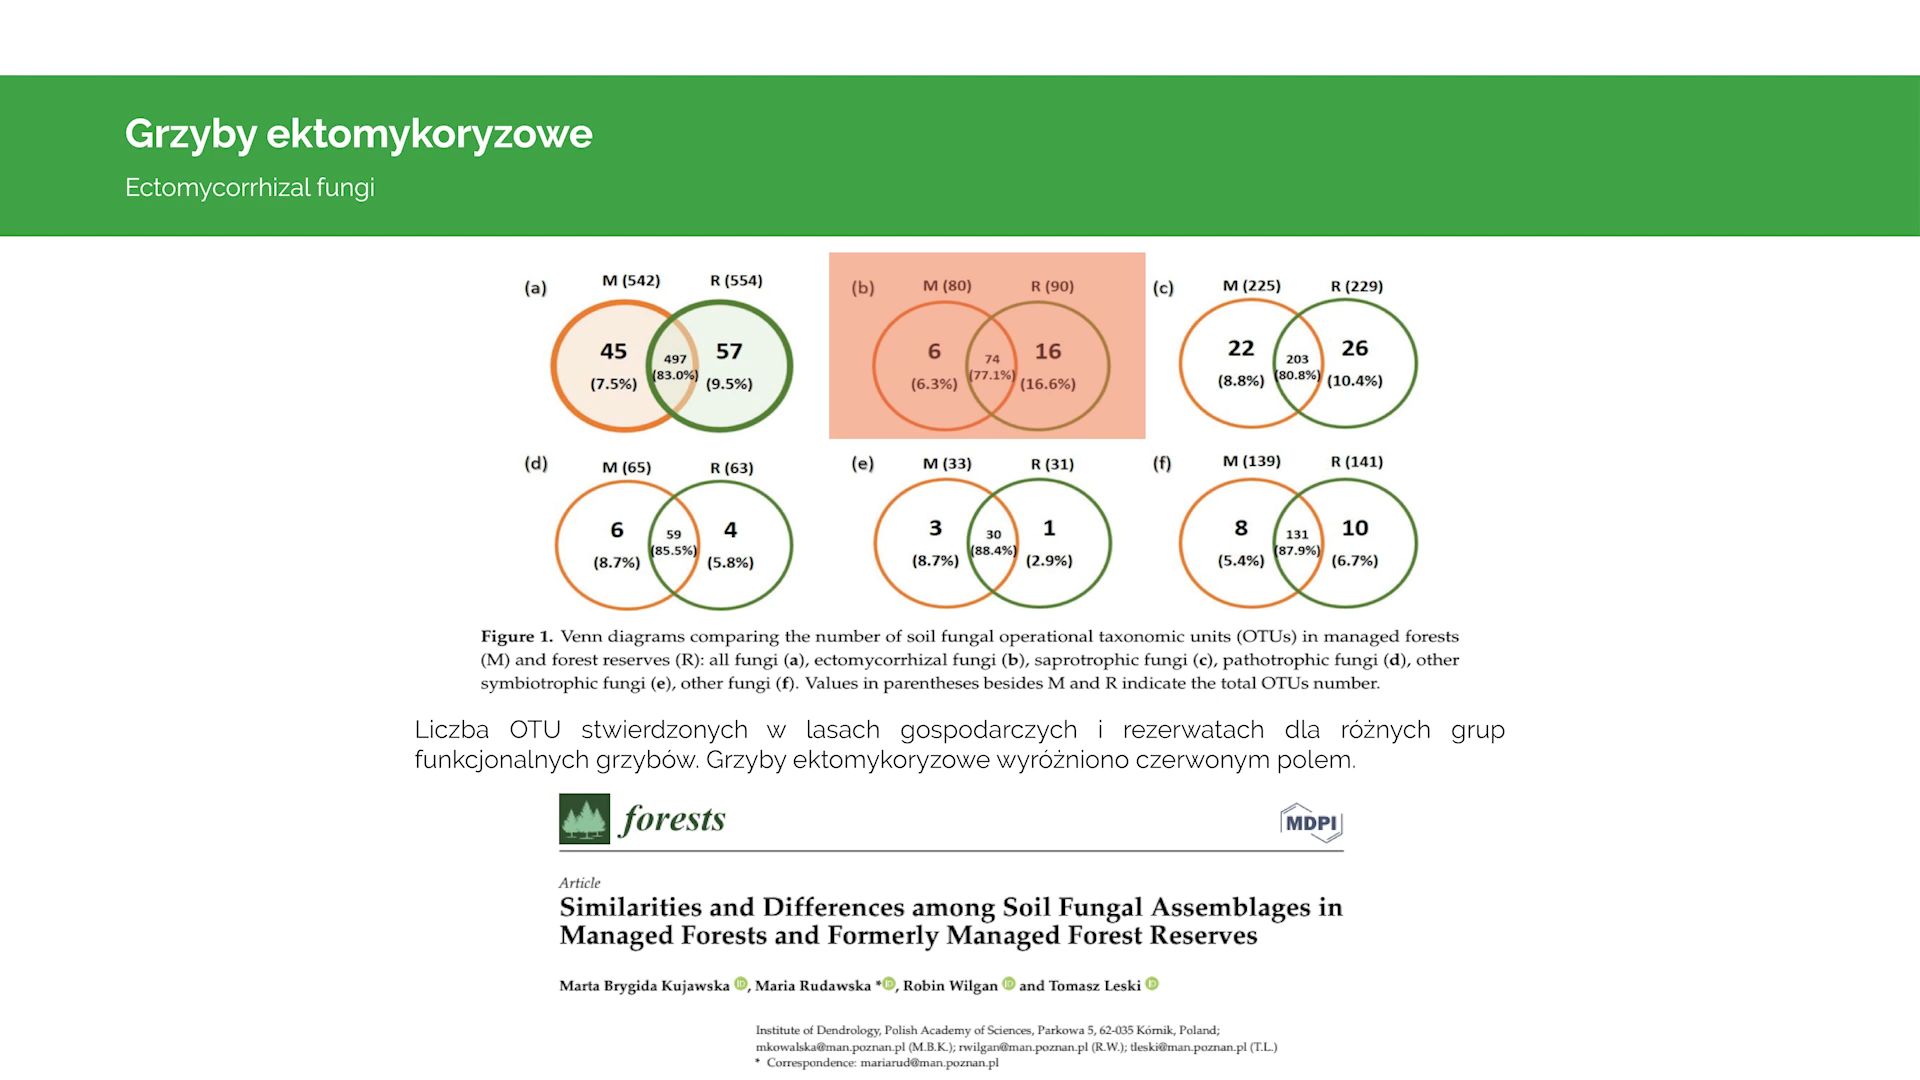 Grzyby ektomykoryzowe
Ectomycorrhizal fungi
(a) M (542) R (554)
45 497 57
(7.5%) (83.0%) (9.5%)
(b) M (80) R (90)
6 74 16
(6.3%) (77.1%) (16.6%)
(c) M (225) R (229)
22 203 26
(8.8%) (80.8%) (10.4%)
(d) M (65) R (63)
6 59 4
(8.7%) (85.5%) (5.8%)
(e) M (33) R (31)
3 30 1
(8.7%) (88.4%) (2.9%)
(f) M (139) R (141)
8 131 10
(5.4%) (87.9%) (6.7%)
Figure 1. Venn diagrams comparing the number of soil fungal operational taxonomic units (OTUs) in managed forests
(M) and forest reserves (R): all fungi (a), ectomycorrhizal fungi (b), saprotrophic fungi (c), pathotrophic fungi (d), other
symbiotrophic fungi (e), other fungi (f). Values in parentheses besides M and R indicate the total OTUs number.
Liczba OTU stwierdzonych w lasach gospodarczych i rezerwatach dla różnych grup
funkcjonalnych grzybów. Grzyby ektomykoryzowe wyróżniono czerwonym polem.
forests
MDPI
Article
Similarities and Differences among Soil Fungal Assemblages in
Managed Forests and Formerly Managed Forest Reserves
Marta Brygida Kujawska iD, Maria Rudawska *iD, Robin Wilgan iD and Tomasz Leski iD
Institute of Dendrology, Polish Academy of Sciences, Parkowa 5, 62-035 Kórnik, Poland;
mkowalska@man.poznan.pl (M.B.K.); rwilgan@man.poznan.pl (R.W.); tleski@man.poznan.pl (T.L.)
* Correspondence: mariarud@man.poznan.pl